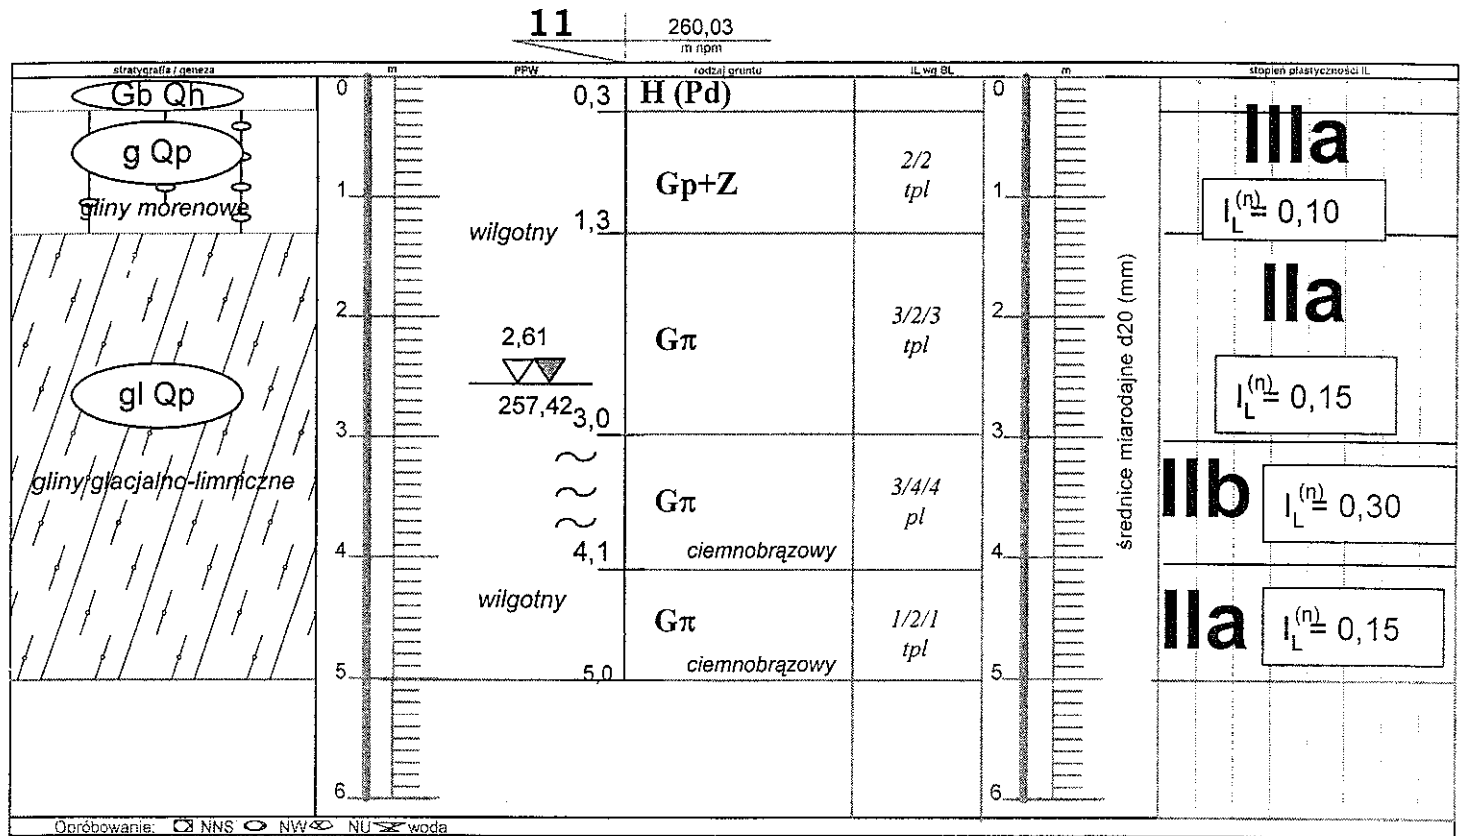 11
260,03
m npm
stratygrafia / geneza m PPW rodzaj gruntu IL wg BL m stopień plastyczności IL
Gb Qh 0 0,3 H (Pd) 0
g Qp 2/2 IIIa
1 Gp+Z tpl 1
gliny morenowe I_L^(n) = 0,10
wilgotny 1,3
2 3/2/3 2 IIa
2,61 Gπ tpl
gl Qp I_L^(n) = 0,15
257,42 3,0
3 3
gliny glacjalno-limniczne 3/4/4 IIb I_L^(n) = 0,30
Gπ pl
4 4,1 ciemnobrązowy 4
wilgotny 1/2/1 IIa I_L^(n) = 0,15
Gπ tpl
5 5,0 ciemnobrązowy 5
6 6
średnice miarodajne d20 (mm)
Opróbowanie: NNS NW NU woda